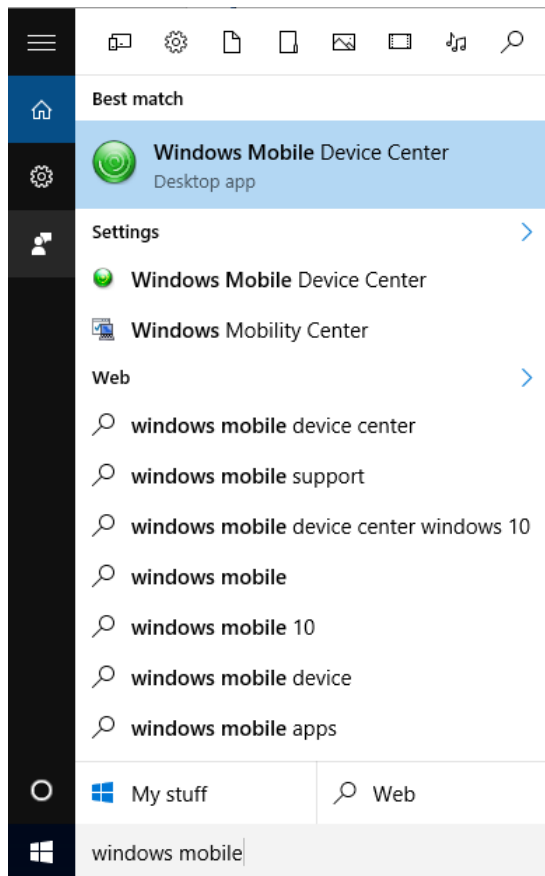 Best match
Windows Mobile Device Center
Desktop app
Settings
Windows Mobile Device Center
Windows Mobility Center
Web
windows mobile device center
windows mobile support
windows mobile device center windows 10
windows mobile
windows mobile 10
windows mobile device
windows mobile apps
My stuff
Web
windows mobile